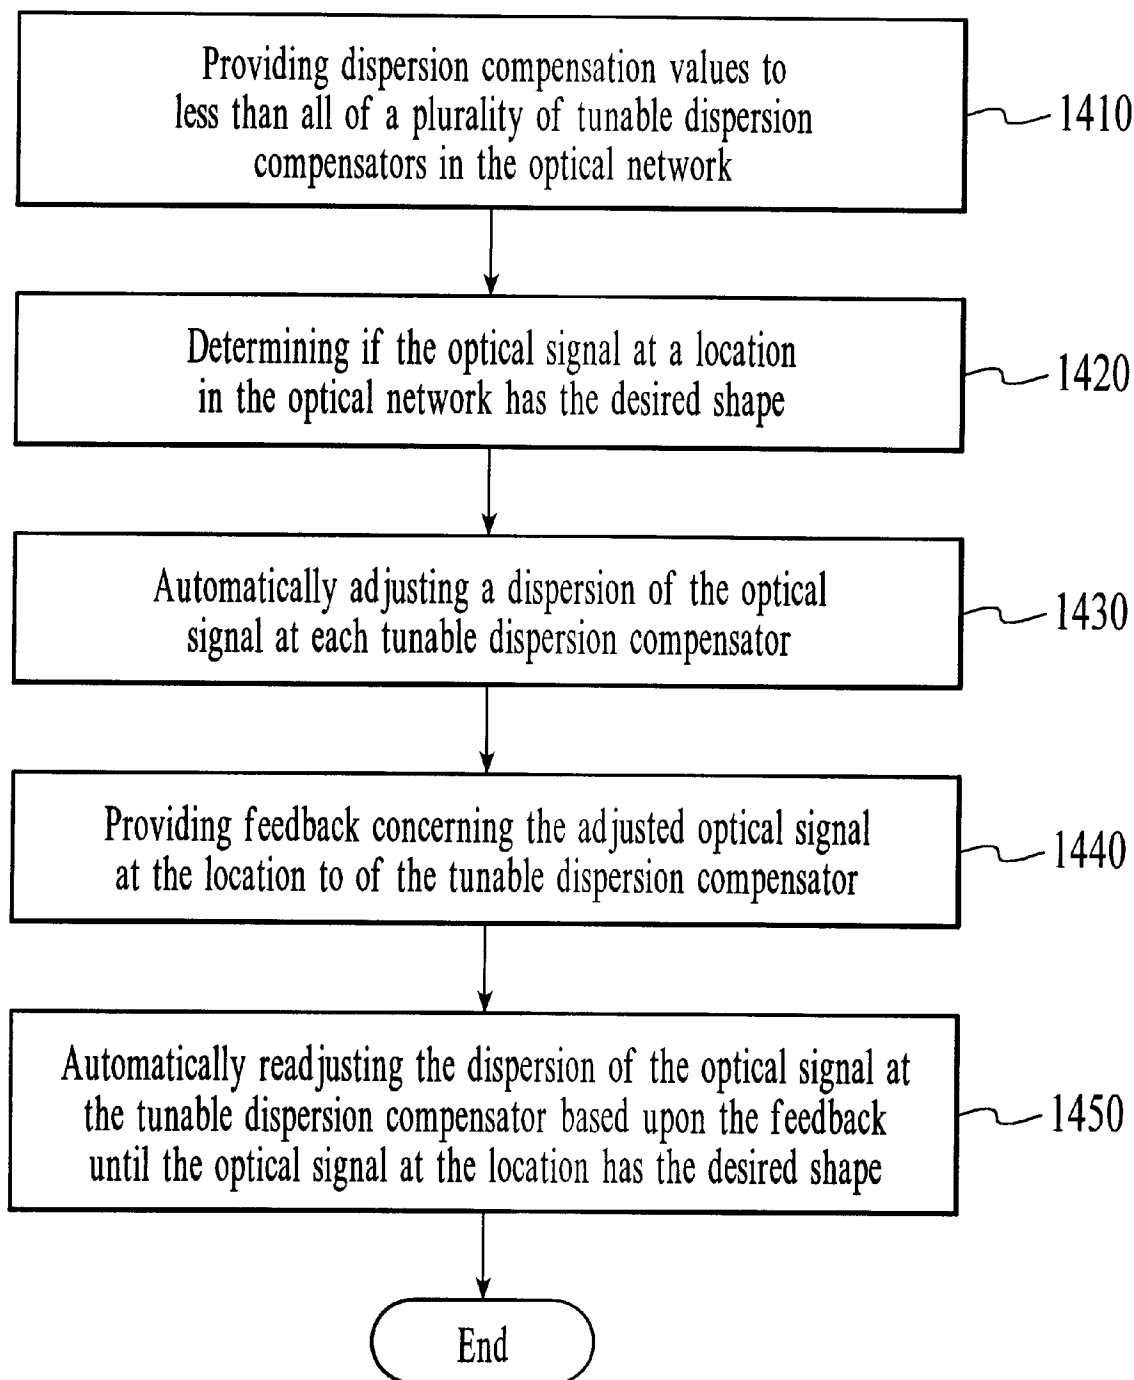 Providing dispersion compensation values to
less than all of a plurality of tunable dispersion
compensators in the optical network
1410
Determining if the optical signal at a location
in the optical network has the desired shape
1420
Automatically adjusting a dispersion of the optical
signal at each tunable dispersion compensator
1430
Providing feedback concerning the adjusted optical signal
at the location to of the tunable dispersion compensator
1440
Automatically readjusting the dispersion of the optical signal at
the tunable dispersion compensator based upon the feedback
until the optical signal at the location has the desired shape
1450
End